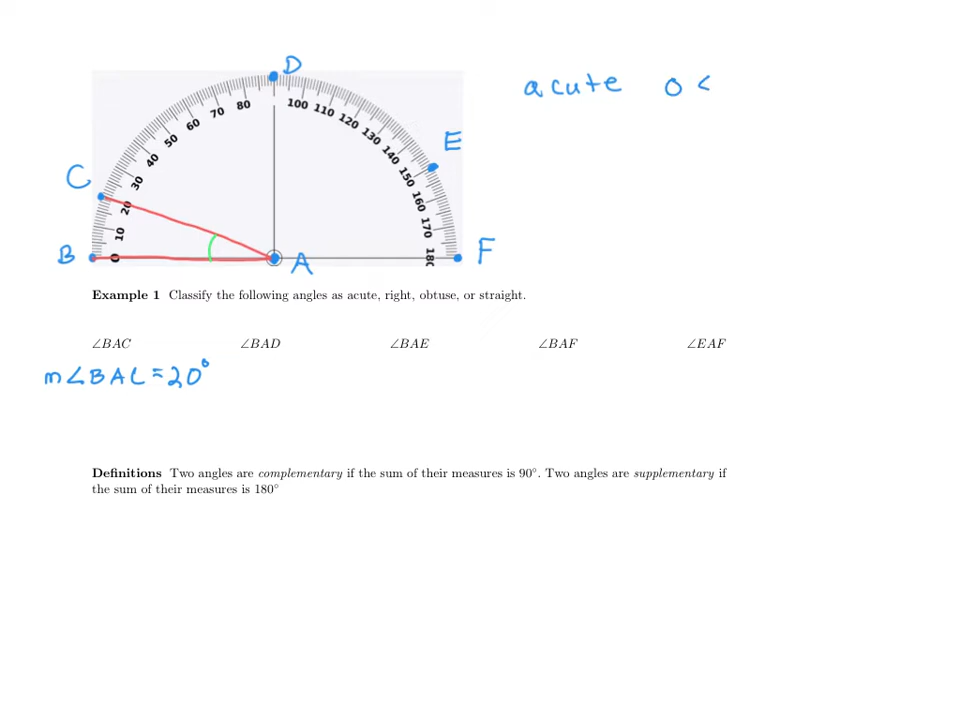 D
acute 0 <
80 100
70 110
60 120
50 130
E
40 140
30 150
C
20 160
10 170
B 0 A 180 F
Example 1 Classify the following angles as acute, right, obtuse, or straight.
∠BAC ∠BAD ∠BAE ∠BAF ∠EAF
m∠BAC=20°
Definitions Two angles are complementary if the sum of their measures is 90°. Two angles are supplementary if
the sum of their measures is 180°